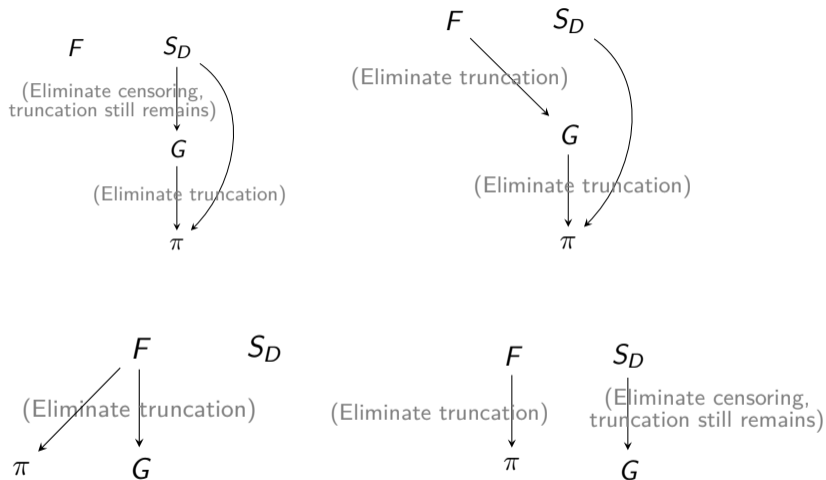 F S_D
(Eliminate censoring,
truncation still remains)
G
(Eliminate truncation)
π
F S_D
(Eliminate truncation)
G
(Eliminate truncation)
π
F S_D
(Eliminate truncation)
π G
F S_D
(Eliminate truncation)
(Eliminate censoring,
truncation still remains)
π G